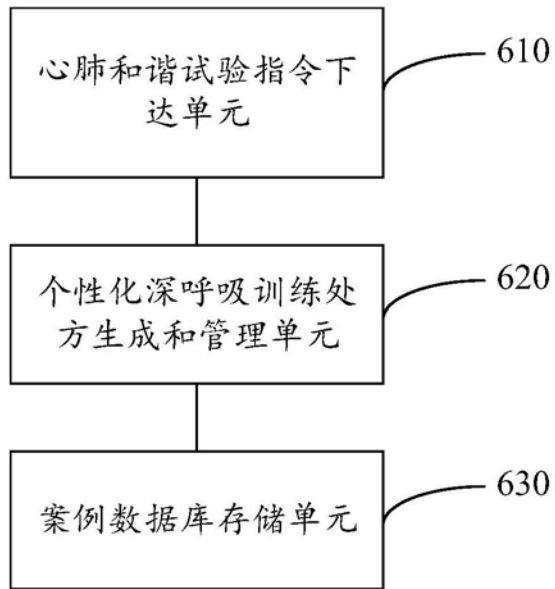 心肺和谐试验指令下
达单元
610
个性化深呼吸训练处
方生成和管理单元
620
案例数据库存储单元
630